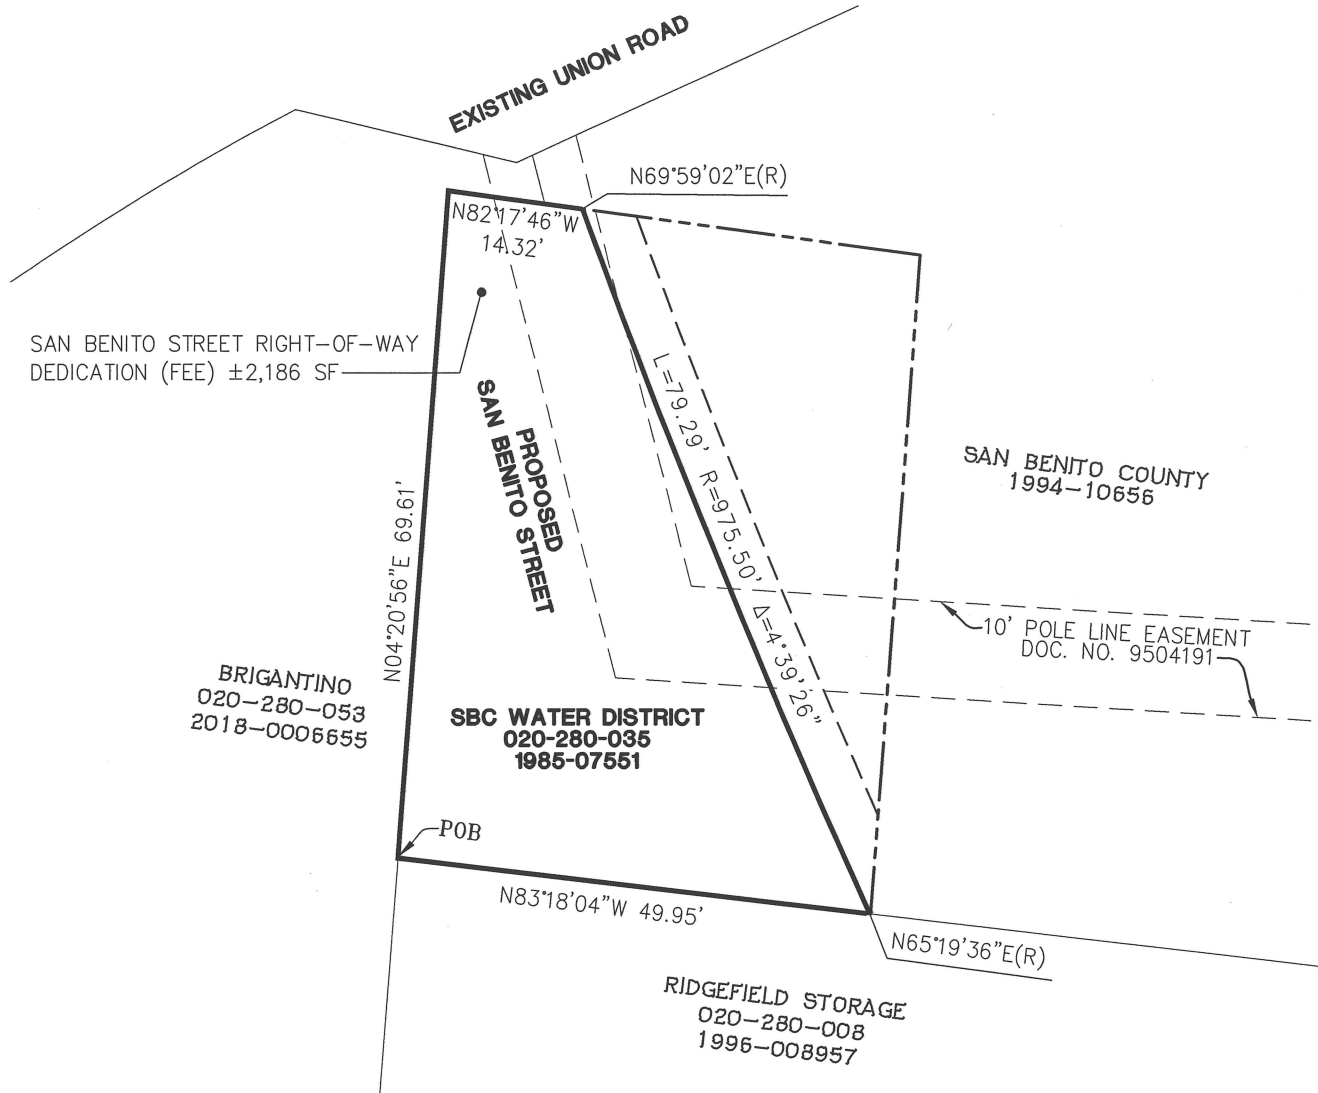 EXISTING UNION ROAD
N69°59'02"E(R)
N82°17'46"W
14.32'
SAN BENITO STREET RIGHT-OF-WAY
DEDICATION (FEE) ±2,186 SF
PROPOSED
SAN BENITO STREET
L=79.29' R=975.50' Δ=4°39'26"
N04°20'56"E 69.61'
SAN BENITO COUNTY
1994-10656
10' POLE LINE EASEMENT
DOC. NO. 9504191
BRIGANTINO
020-280-053
2018-0006655
SBC WATER DISTRICT
020-280-035
1985-07551
POB
N83°18'04"W 49.95'
N65°19'36"E(R)
RIDGEFIELD STORAGE
020-280-008
1996-008957